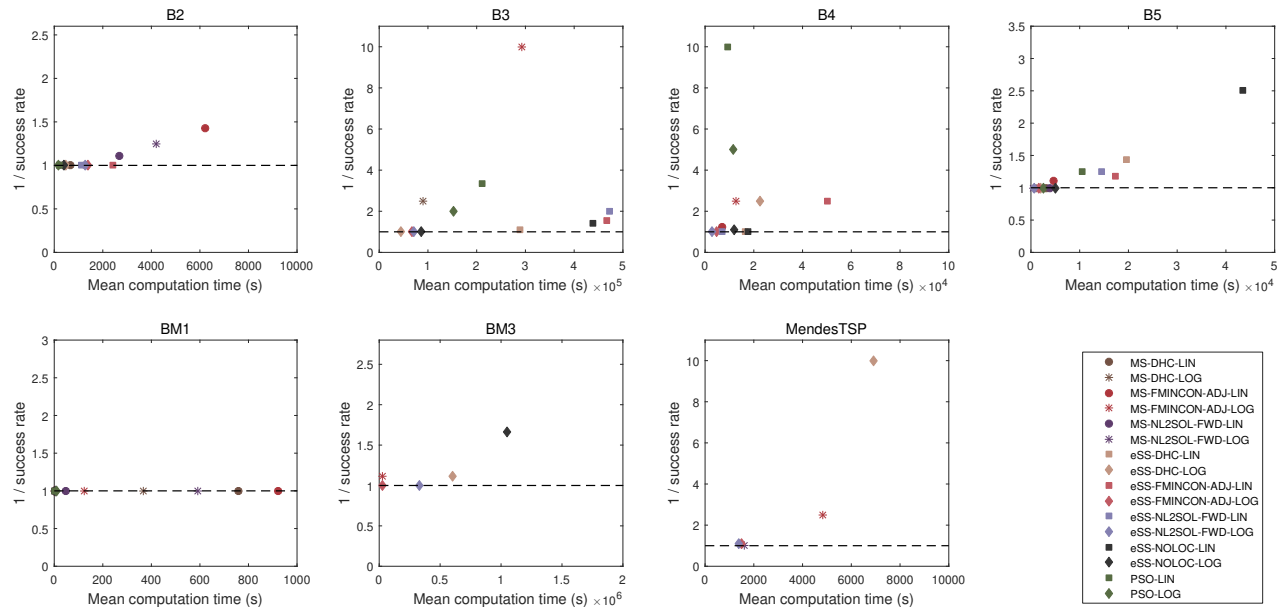 B2
2.5
2
1.5
1
0.5
0
0 2000 4000 6000 8000 10000
1 / success rate
Mean computation time (s)
B3
10
8
6
4
2
0
0 1 2 3 4 5
1 / success rate
Mean computation time (s) ×10^5
B4
10
8
6
4
2
0
0 2 4 6 8 10
1 / success rate
Mean computation time (s) ×10^4
B5
3.5
3
2.5
2
1.5
1
0.5
0
0 1 2 3 4 5
1 / success rate
Mean computation time (s) ×10^4
BM1
3
2.5
2
1.5
1
0.5
0
0 200 400 600 800 1000
1 / success rate
Mean computation time (s)
BM3
2.5
2
1.5
1
0.5
0
0 0.5 1 1.5 2
1 / success rate
Mean computation time (s) ×10^6
MendesTSP
10
8
6
4
2
0
0 2000 4000 6000 8000 10000
1 / success rate
Mean computation time (s)
MS-DHC-LIN
MS-DHC-LOG
MS-FMINCON-ADJ-LIN
MS-FMINCON-ADJ-LOG
MS-NL2SOL-FWD-LIN
MS-NL2SOL-FWD-LOG
eSS-DHC-LIN
eSS-DHC-LOG
eSS-FMINCON-ADJ-LIN
eSS-FMINCON-ADJ-LOG
eSS-NL2SOL-FWD-LIN
eSS-NL2SOL-FWD-LOG
eSS-NOLOC-LIN
eSS-NOLOC-LOG
PSO-LIN
PSO-LOG